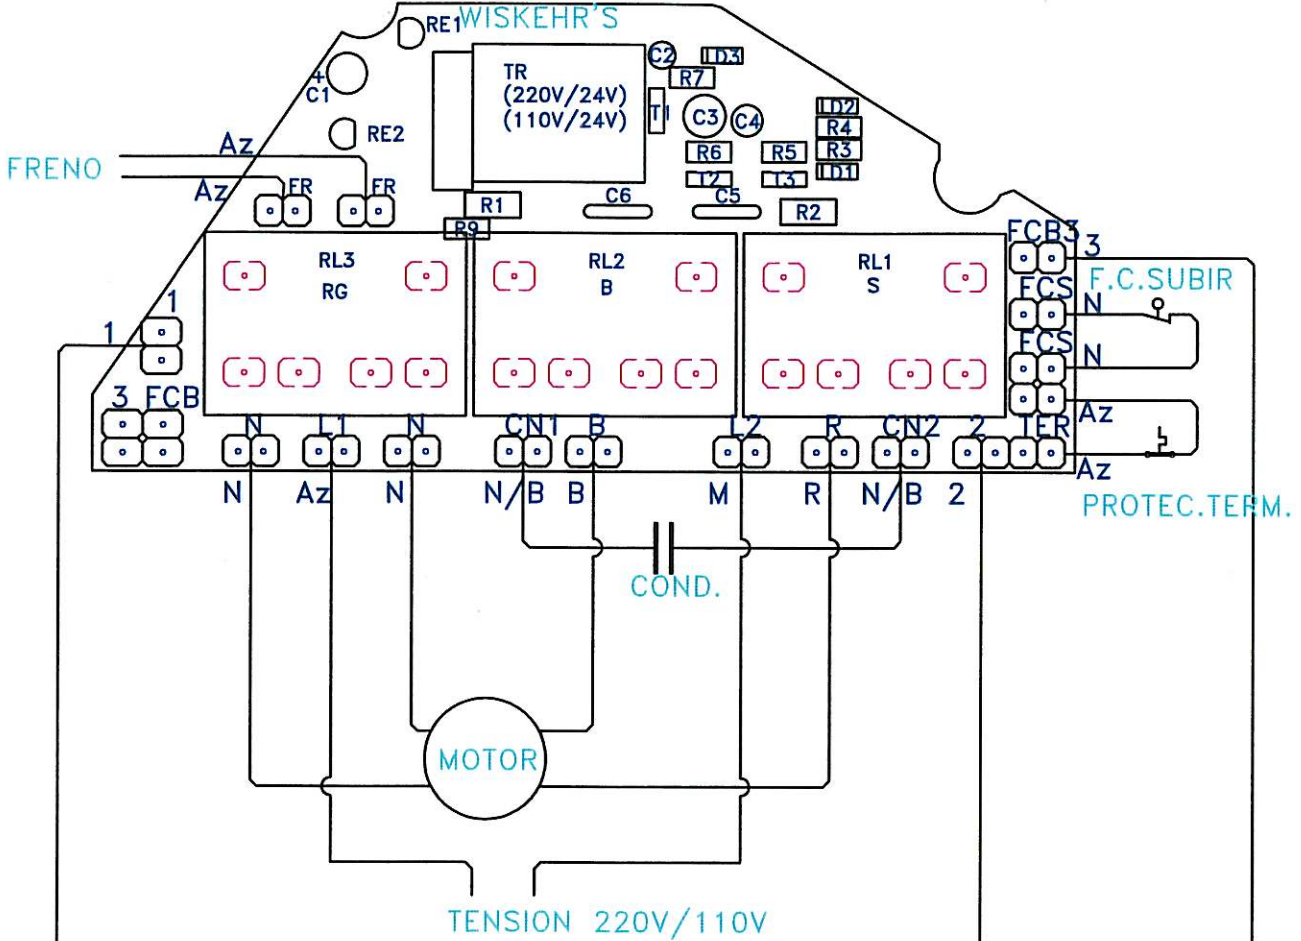 WISKEHR'S
RE1
C1
+
RE2
TR
(220V/24V)
(110V/24V)
C2
LD3
R7
T1
C3
C4
LD2
R4
R3
LD1
R6
R5
T2
T3
FRENO
Az
Az
FR
FR
R1
R9
C6
C5
R2
RL3
RG
RL2
B
RL1
S
FCB3
3
F.C.SUBIR
FCS
N
FCS
N
1
1
3 FCB
N
L1
N
CN1
B
L2
R
CN2
2
TER
Az
Az
N
Az
N
N/B
B
M
R
N/B
2
PROTEC.TERM.
COND.
MOTOR
TENSION 220V/110V